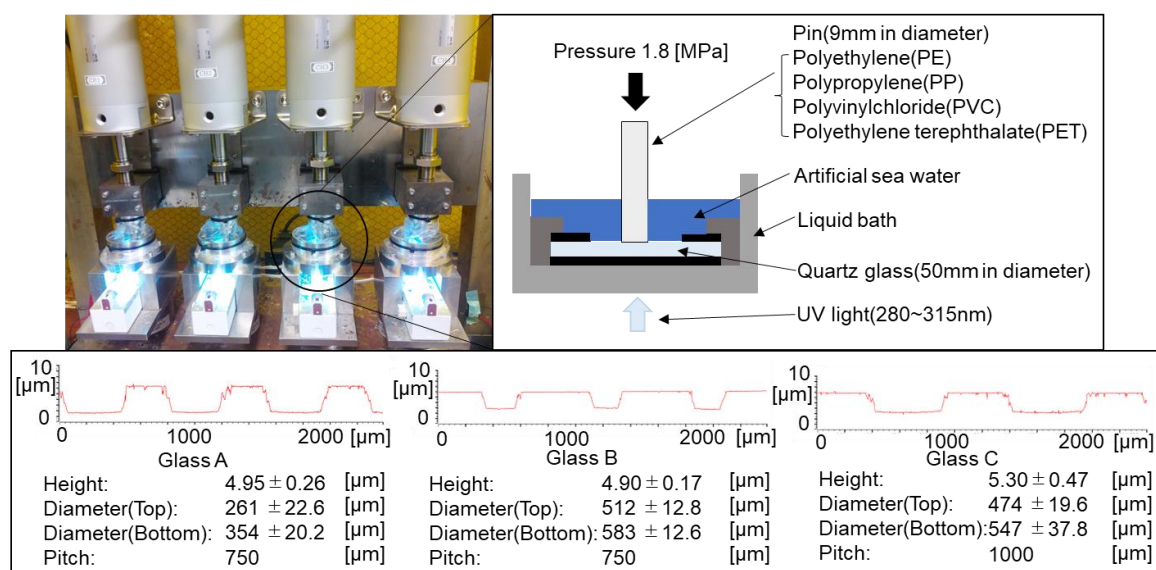 Pressure 1.8 [MPa]
Pin(9mm in diameter)
Polyethylene(PE)
Polypropylene(PP)
Polyvinylchloride(PVC)
Polyethylene terephthalate(PET)
Artificial sea water
Liquid bath
Quartz glass(50mm in diameter)
UV light(280~315nm)
10
[µm]
0
0 1000 2000 [µm]
Glass A
Height: 4.95 ± 0.26 [µm]
Diameter(Top): 261 ± 22.6 [µm]
Diameter(Bottom): 354 ± 20.2 [µm]
Pitch: 750 [µm]
10
[µm]
0
0 1000 2000 [µm]
Glass B
Height: 4.90 ± 0.17 [µm]
Diameter(Top): 512 ± 12.8 [µm]
Diameter(Bottom): 583 ± 12.6 [µm]
Pitch: 750 [µm]
10
[µm]
0
0 1000 2000 [µm]
Glass C
Height: 5.30 ± 0.47 [µm]
Diameter(Top): 474 ± 19.6 [µm]
Diameter(Bottom): 547 ± 37.8 [µm]
Pitch: 1000 [µm]